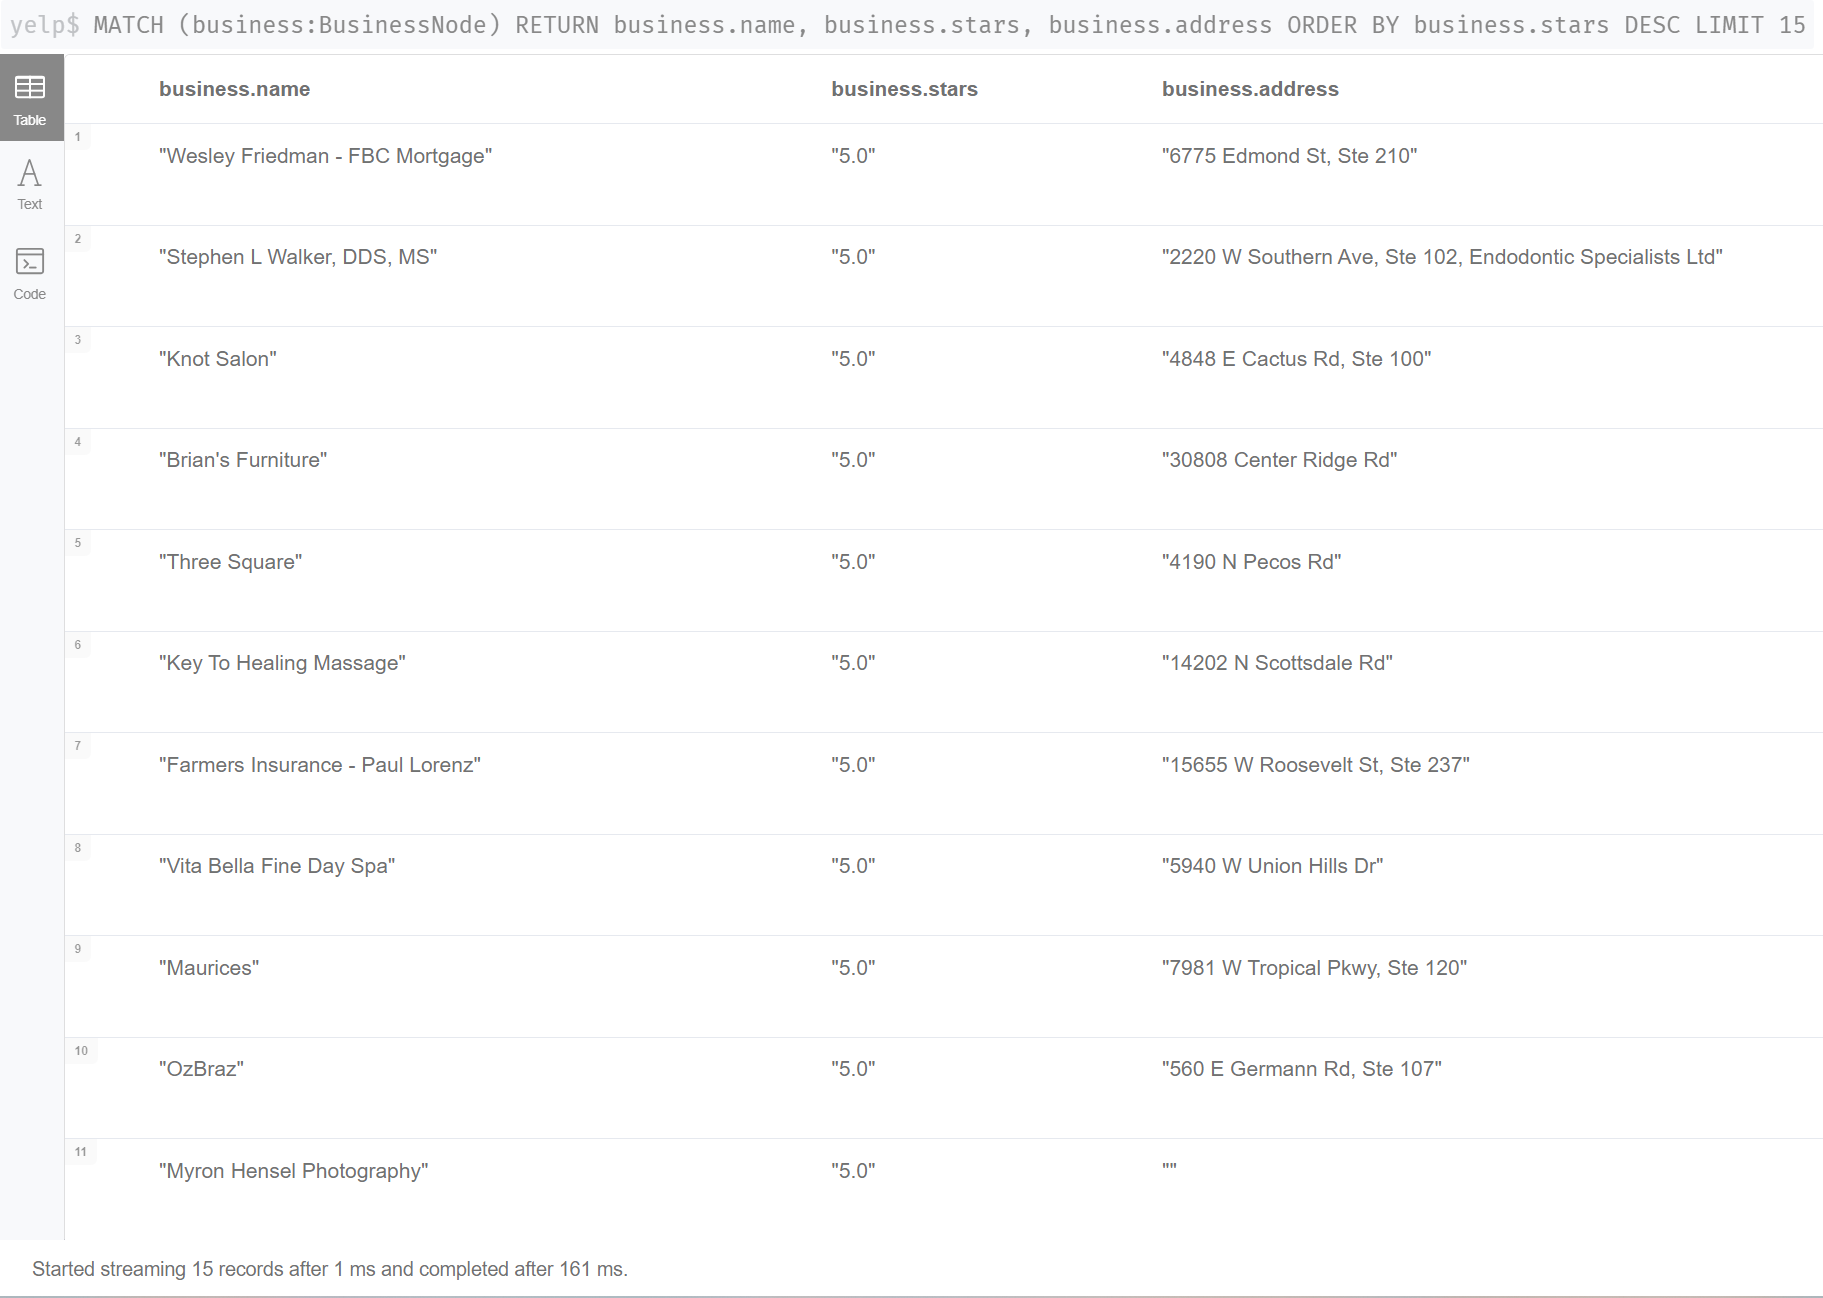 yelp$ MATCH (business:BusinessNode) RETURN business.name, business.stars, business.address ORDER BY business.stars DESC LIMIT 15
Table
Text
Code
business.name business.stars business.address
1
"Wesley Friedman - FBC Mortgage" "5.0" "6775 Edmond St, Ste 210"
2
"Stephen L Walker, DDS, MS" "5.0" "2220 W Southern Ave, Ste 102, Endodontic Specialists Ltd"
3
"Knot Salon" "5.0" "4848 E Cactus Rd, Ste 100"
4
"Brian's Furniture" "5.0" "30808 Center Ridge Rd"
5
"Three Square" "5.0" "4190 N Pecos Rd"
6
"Key To Healing Massage" "5.0" "14202 N Scottsdale Rd"
7
"Farmers Insurance - Paul Lorenz" "5.0" "15655 W Roosevelt St, Ste 237"
8
"Vita Bella Fine Day Spa" "5.0" "5940 W Union Hills Dr"
9
"Maurices" "5.0" "7981 W Tropical Pkwy, Ste 120"
10
"OzBraz" "5.0" "560 E Germann Rd, Ste 107"
11
"Myron Hensel Photography" "5.0" ""
Started streaming 15 records after 1 ms and completed after 161 ms.